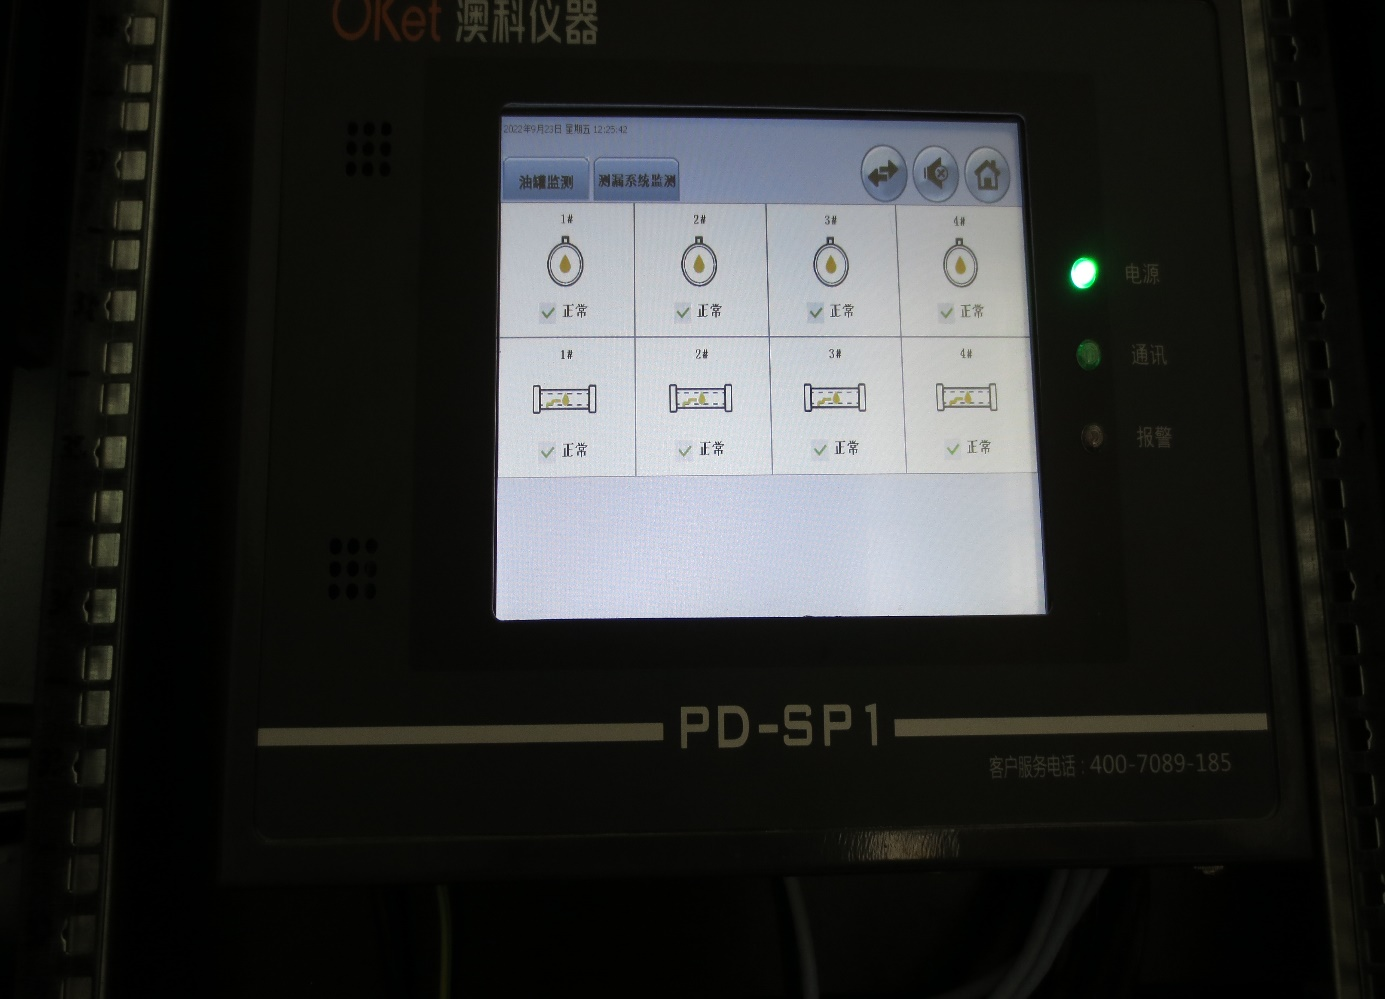 OKet 澳科仪器
2022年9月23日 星期五 12:25:42
油罐监测 测漏系统监测
1# 2# 3# 4#
正常 正常 正常 正常
1# 2# 3# 4#
正常 正常 正常 正常
电源
通讯
报警
PD-SP1
客户服务电话：400-7089-185